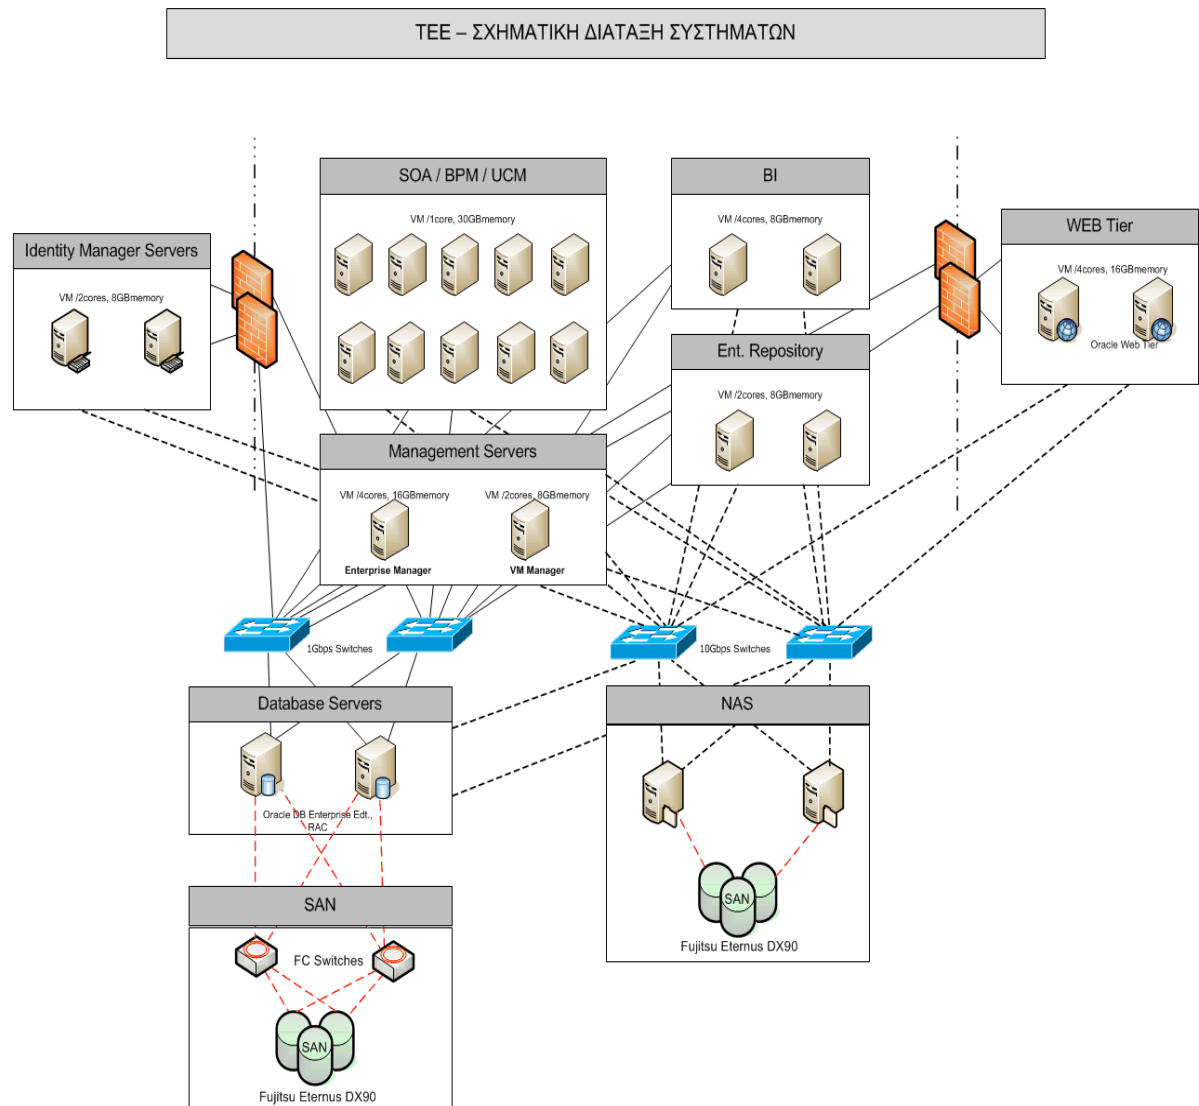 ΤΕΕ – ΣΧΗΜΑΤΙΚΗ ΔΙΑΤΑΞΗ ΣΥΣΤΗΜΑΤΩΝ
SOA / BPM / UCM
VM /1core, 30GBmemory
BI
VM /4cores, 8GBmemory
WEB Tier
VM /4cores, 16GBmemory
Oracle Web Tier
Identity Manager Servers
VM /2cores, 8GBmemory
Ent. Repository
VM /2cores, 8GBmemory
Management Servers
VM /4cores, 16GBmemory
VM /2cores, 8GBmemory
Enterprise Manager
VM Manager
1Gbps Switches
10Gbps Switches
Database Servers
Oracle DB Enterprise Edt.,
RAC
NAS
SAN
Fujitsu Eternus DX90
SAN
FC Switches
SAN
Fujitsu Eternus DX90